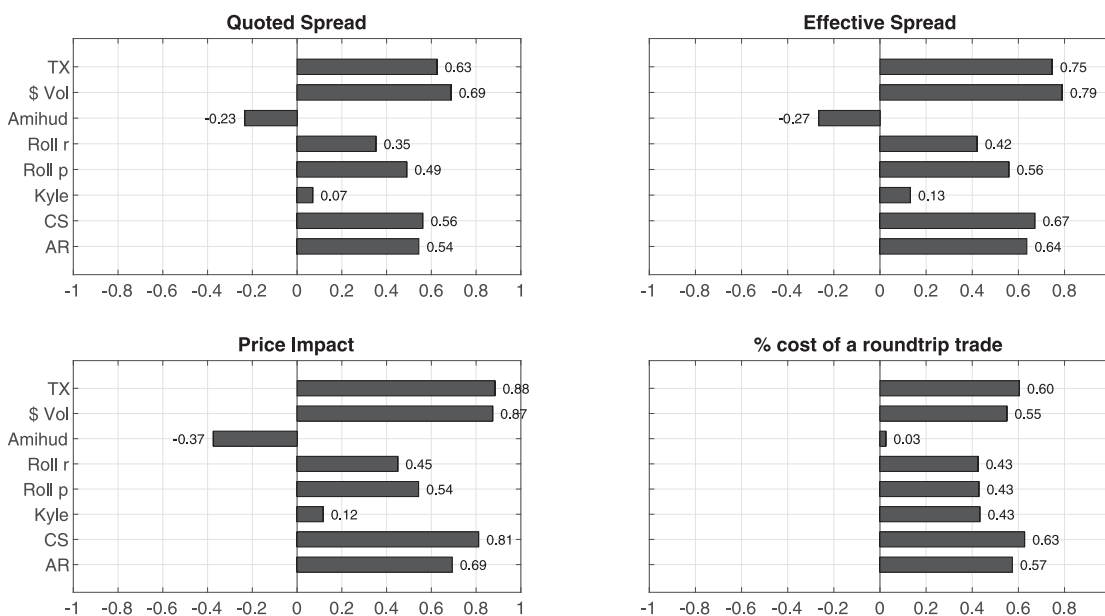 Quoted Spread
TX 0.63
$ Vol 0.69
Amihud -0.23
Roll r 0.35
Roll p 0.49
Kyle 0.07
CS 0.56
AR 0.54
-1 -0.8 -0.6 -0.4 -0.2 0 0.2 0.4 0.6 0.8 1
Effective Spread
0.75
0.79
-0.27
0.42
0.56
0.13
0.67
0.64
-1 -0.8 -0.6 -0.4 -0.2 0 0.2 0.4 0.6 0.8
Price Impact
TX 0.88
$ Vol 0.87
Amihud -0.37
Roll r 0.45
Roll p 0.54
Kyle 0.12
CS 0.81
AR 0.69
-1 -0.8 -0.6 -0.4 -0.2 0 0.2 0.4 0.6 0.8 1
% cost of a roundtrip trade
0.60
0.55
0.03
0.43
0.43
0.43
0.63
0.57
-1 -0.8 -0.6 -0.4 -0.2 0 0.2 0.4 0.6 0.8